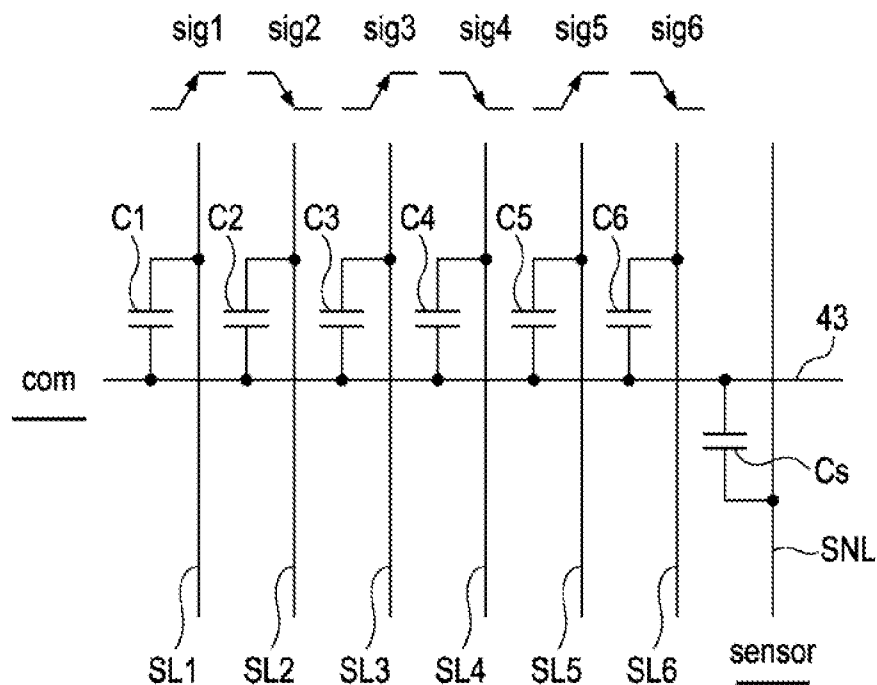 sig1 sig2 sig3 sig4 sig5 sig6
C1 C2 C3 C4 C5 C6
43
com
Cs
SNL
SL1 SL2 SL3 SL4 SL5 SL6 sensor